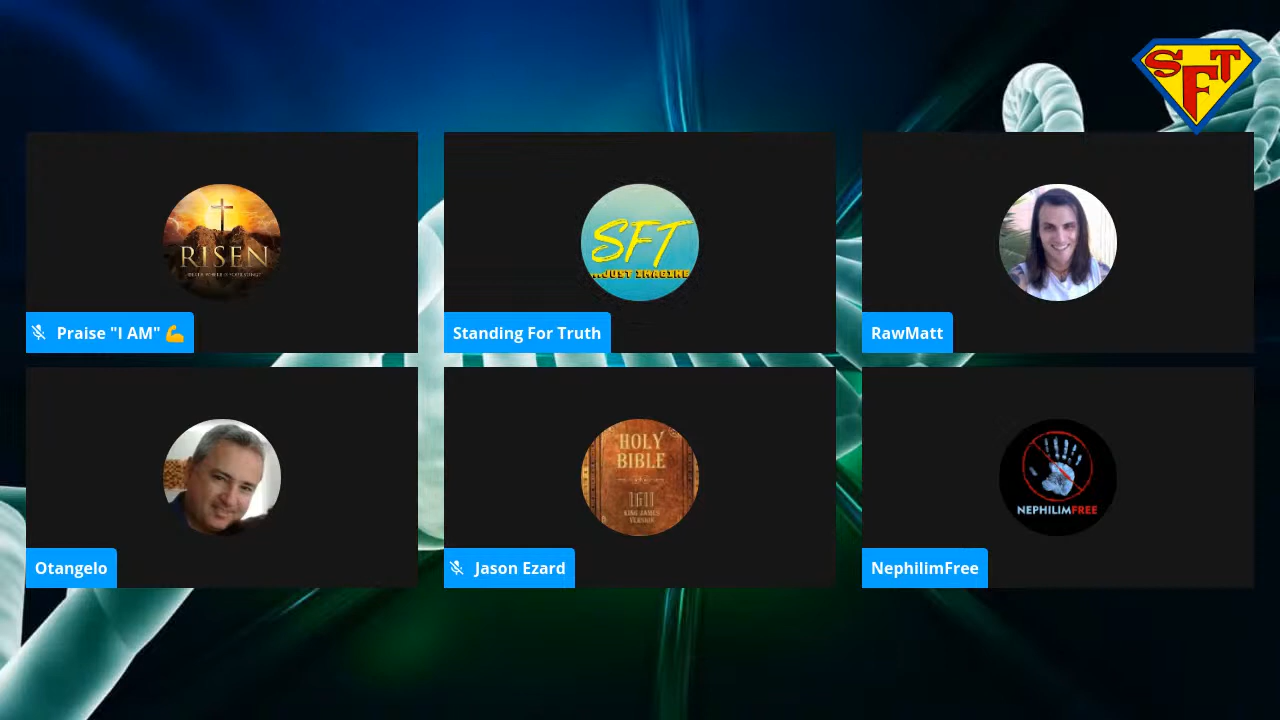 SFT
RISEN
Praise "I AM" 💪
SFT
...JUST IMAGINE
Standing For Truth
RawMatt
Otangelo
HOLY
BIBLE
1611
KING JAMES
VERSION
Jason Ezard
NEPHILIMFREE
NephilimFree